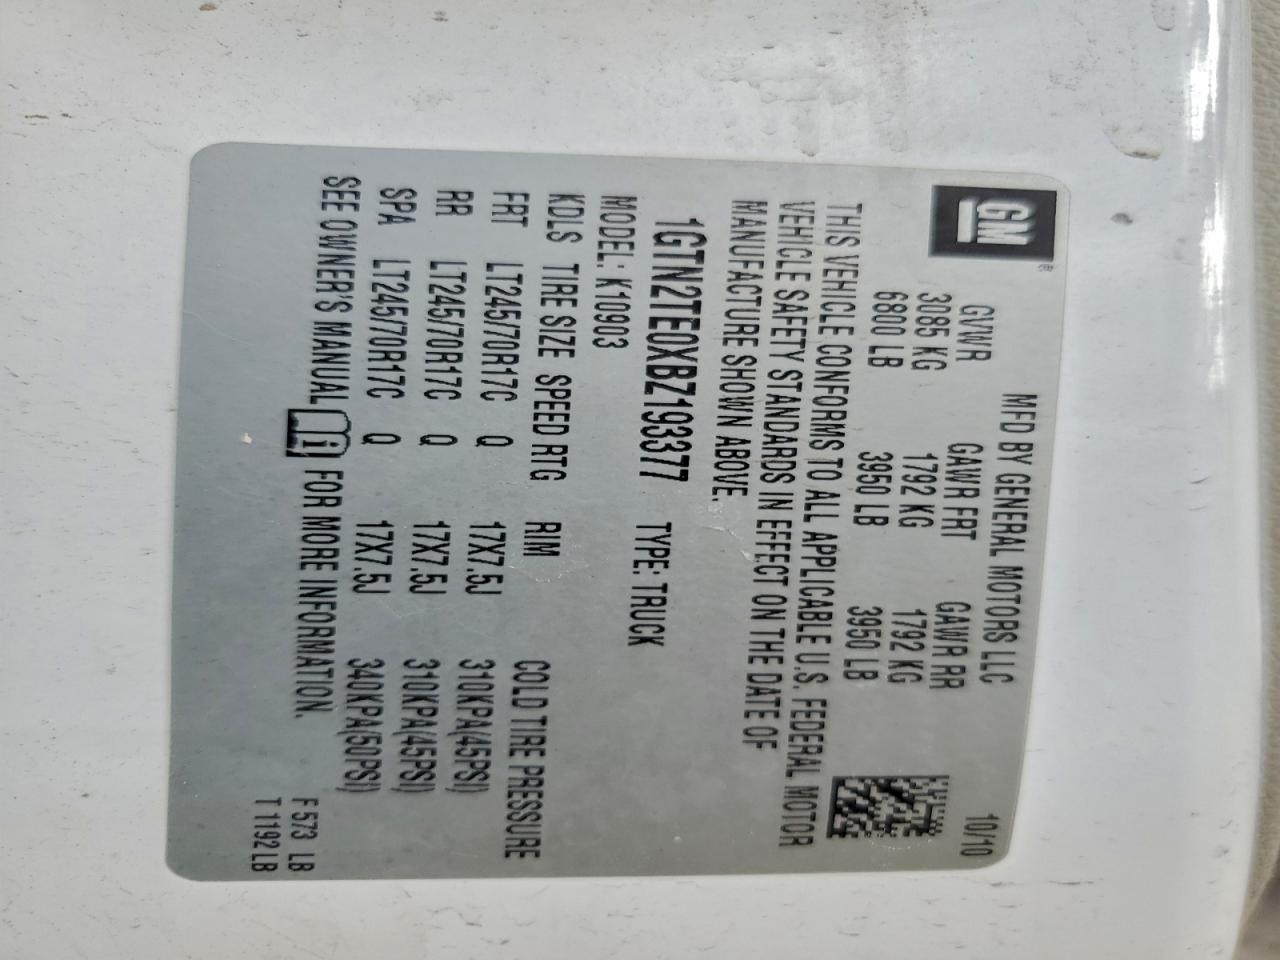 GM®
MFD BY GENERAL MOTORS LLC 10/10
GVWR GAWR FRT GAWR RR
3085 KG 1792 KG 1792 KG
6800 LB 3950 LB 3950 LB
THIS VEHICLE CONFORMS TO ALL APPLICABLE U.S. FEDERAL MOTOR
VEHICLE SAFETY STANDARDS IN EFFECT ON THE DATE OF
MANUFACTURE SHOWN ABOVE.
1GTN2TE0XBZ193377 TYPE: TRUCK
MODEL: K10903
KDLS TIRE SIZE SPEED RTG RIM COLD TIRE PRESSURE
FRT LT245/70R17C Q 17X7.5J 310KPA(45PSI)
RR LT245/70R17C Q 17X7.5J 310KPA(45PSI)
SPA LT245/70R17C Q 17X7.5J 340KPA(50PSI)
SEE OWNER'S MANUAL i FOR MORE INFORMATION.
F 573 LB
T 1192 LB